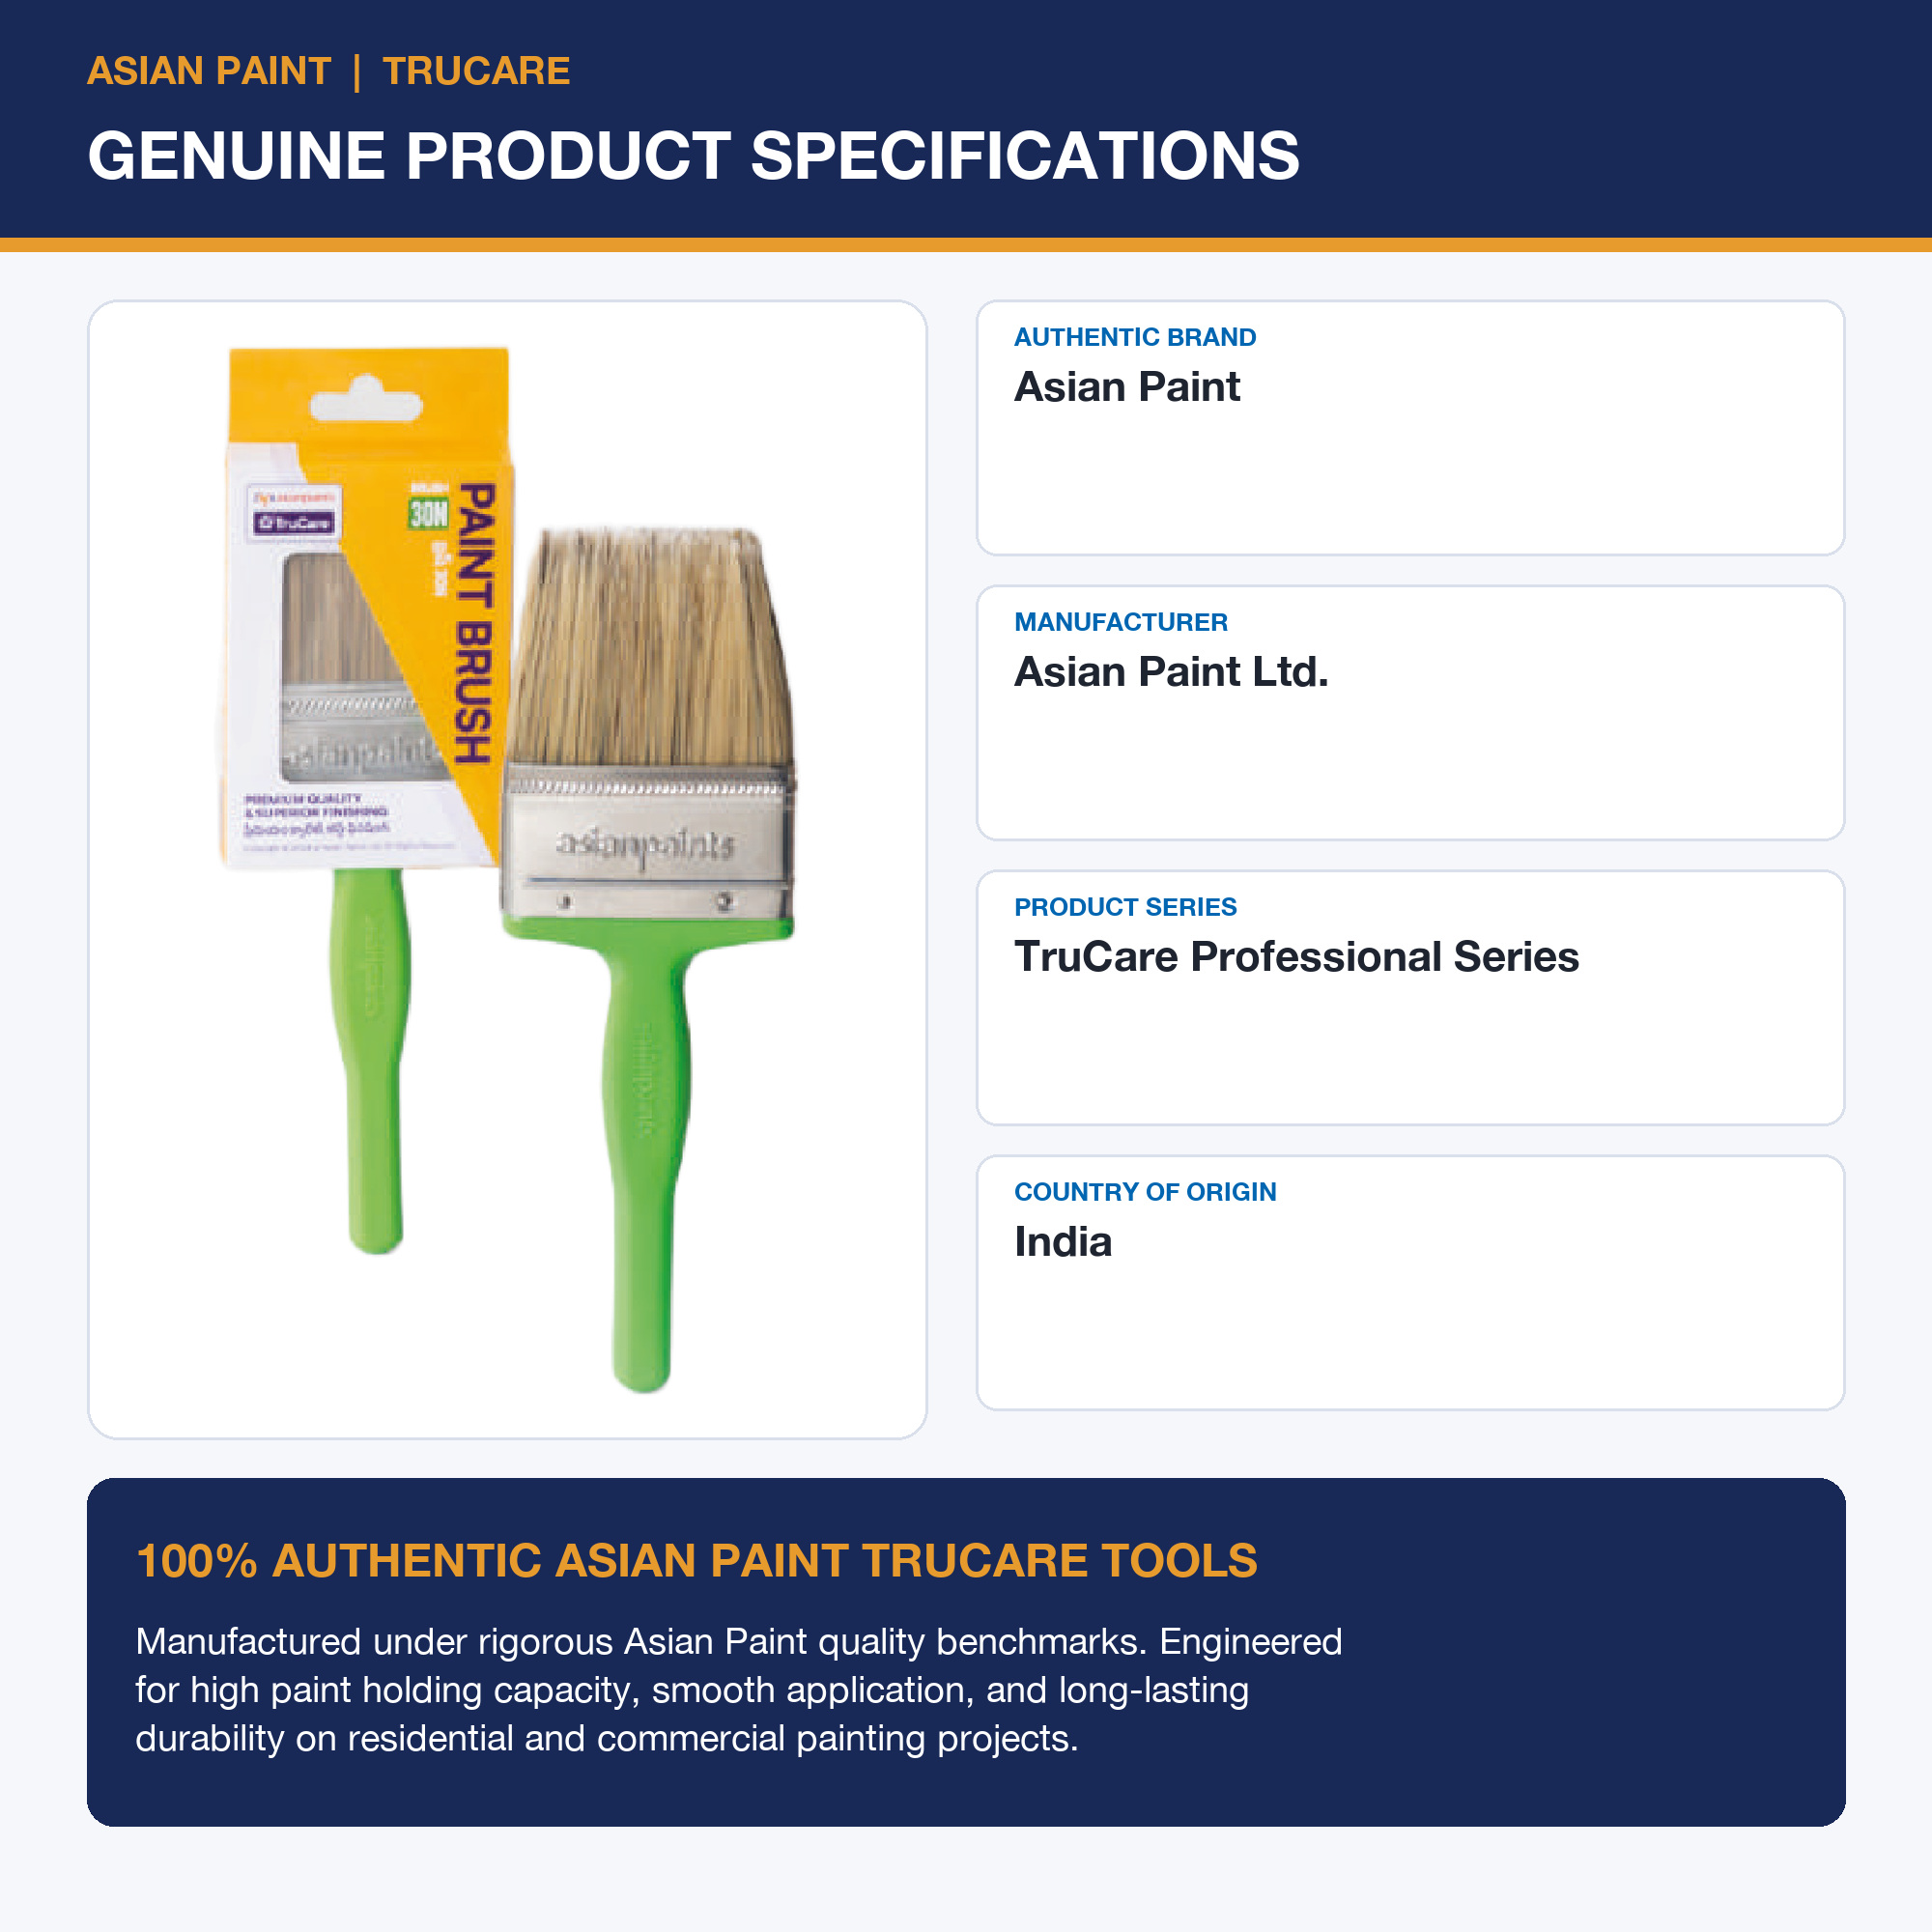 ASIAN PAINT | TRUCARE
GENUINE PRODUCT SPECIFICATIONS
asianpaints
TruCare
30M
PAINT BRUSH
asianpaints
PREMIUM QUALITY
& SUPERIOR FINISHING
asianpaints
AUTHENTIC BRAND
Asian Paint
MANUFACTURER
Asian Paint Ltd.
PRODUCT SERIES
TruCare Professional Series
COUNTRY OF ORIGIN
India
100% AUTHENTIC ASIAN PAINT TRUCARE TOOLS
Manufactured under rigorous Asian Paint quality benchmarks. Engineered
for high paint holding capacity, smooth application, and long-lasting
durability on residential and commercial painting projects.